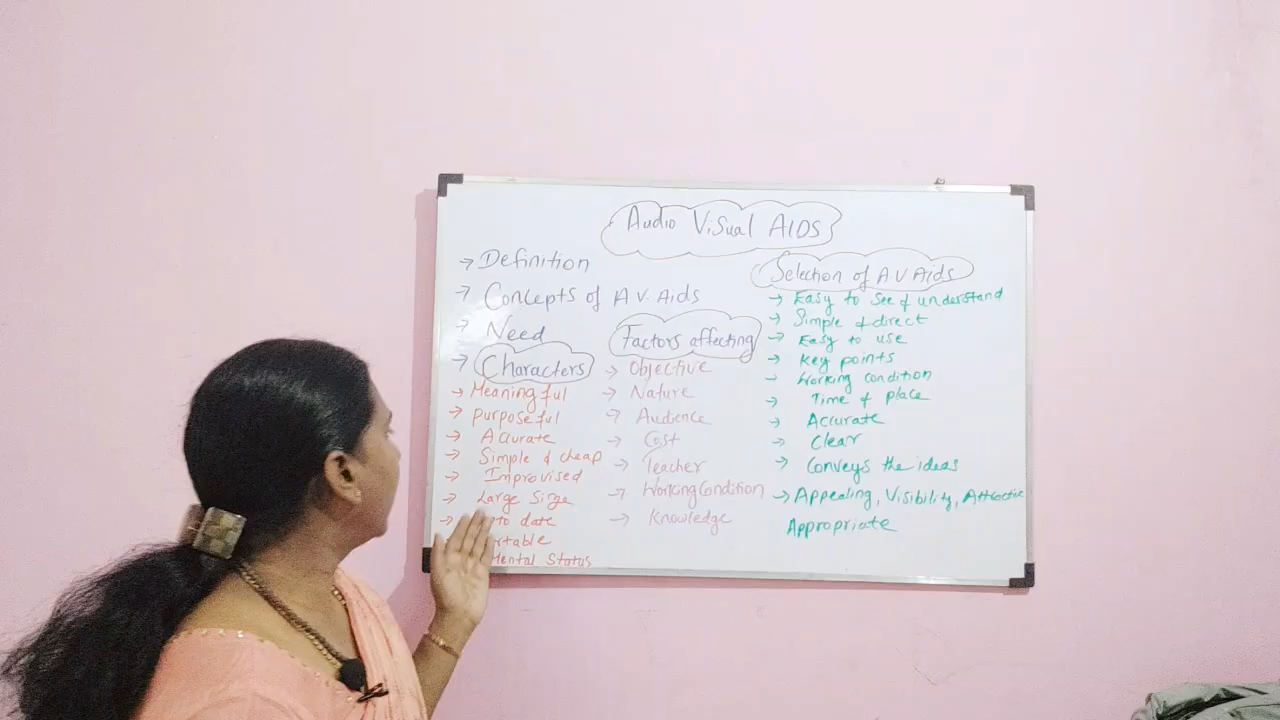 Audio Visual AIDS
→ Definition
→ Concepts of A V. Aids
→ Need
→ Characters
→ Meaningful
→ Purposeful
→ Accurate
→ Simple & cheap
→ Improvised
→ Large Size
→ to date
rtable
Mental Status
Factors affecting
→ Objective
→ Nature
→ Audience
→ Cost
→ Teacher
→ Working Condition
→ Knowledge
Selection of A V Aids
→ Easy to see & understand
→ Simple & direct
→ Easy to use
→ Key points
→ Working condition
→ Time & place
→ Accurate
→ Clear
→ Conveys the ideas
→ Appealing, Visibility, Attractive
Appropriate